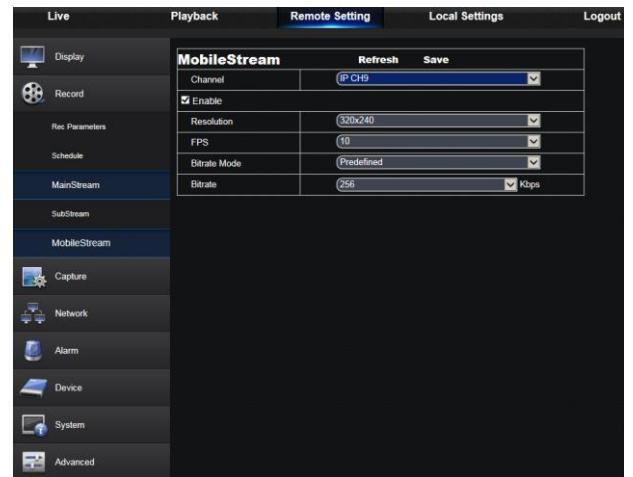 Live Playback Remote Setting Local Settings Logout
Display
Record
Rec Parameters
Schedule
MainStream
SubStream
MobileStream
Capture
Network
Alarm
Device
System
Advanced
MobileStream Refresh Save
Channel IP CH9
Enable
Resolution 320x240
FPS 10
Bitrate Mode Predefined
Bitrate 256 Kbps